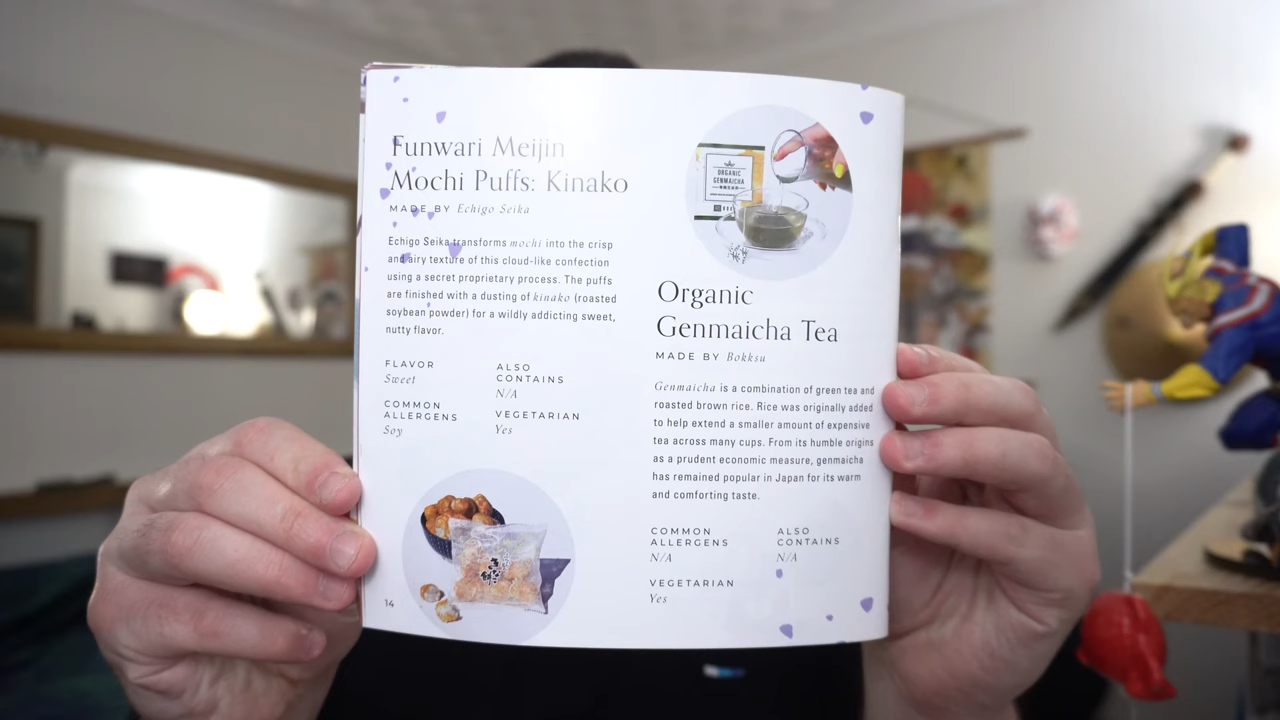 Funwari Meijin
Mochi Puffs: Kinako
MADE BY Echigo Seika
Echigo Seika transforms mochi into the crisp
and airy texture of this cloud-like confection
using a secret proprietary process. The puffs
are finished with a dusting of kinako (roasted
soybean powder) for a wildly addicting sweet,
nutty flavor.
FLAVOR
Sweet
ALSO
CONTAINS
N/A
COMMON
ALLERGENS
Soy
VEGETARIAN
Yes
14
ORGANIC
GENMAICHA
Organic
Genmaicha Tea
MADE BY Bokksu
Genmaicha is a combination of green tea and
roasted brown rice. Rice was originally added
to help extend a smaller amount of expensive
tea across many cups. From its humble origins
as a prudent economic measure, genmaicha
has remained popular in Japan for its warm
and comforting taste.
COMMON
ALLERGENS
N/A
ALSO
CONTAINS
N/A
VEGETARIAN
Yes